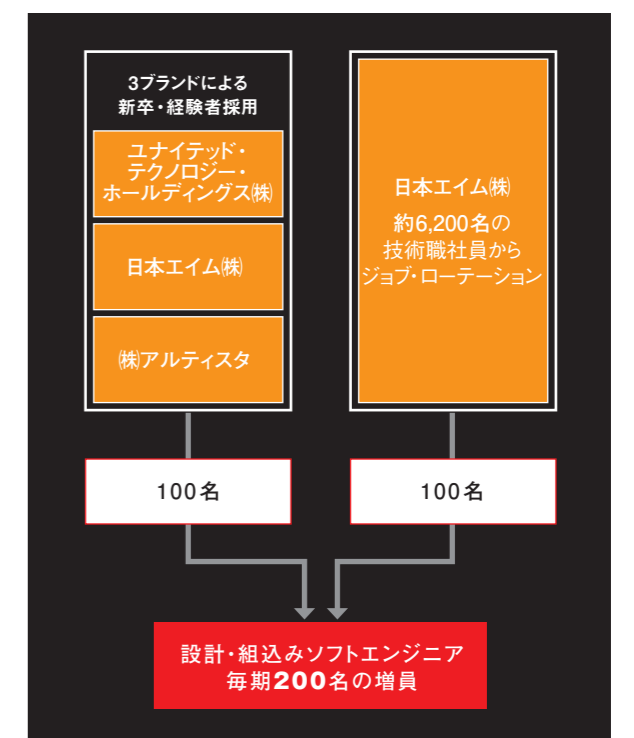 3ブランドによる
新卒・経験者採用
ユナイテッド・
テクノロジー・
ホールディングス㈱
日本エイム㈱
㈱アルティスタ
100名
日本エイム㈱
約6,200名の
技術職社員から
ジョブ・ローテーション
100名
設計・組込みソフトエンジニア
毎期200名の増員